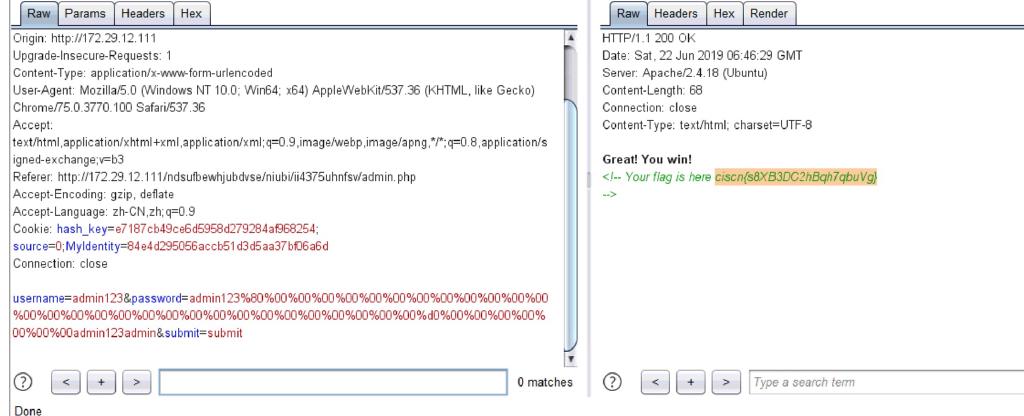 Raw Params Headers Hex
Origin: http://172.29.12.111
Upgrade-Insecure-Requests: 1
Content-Type: application/x-www-form-urlencoded
User-Agent: Mozilla/5.0 (Windows NT 10.0; Win64; x64) AppleWebKit/537.36 (KHTML, like Gecko)
Chrome/75.0.3770.100 Safari/537.36
Accept:
text/html,application/xhtml+xml,application/xml;q=0.9,image/webp,image/apng,*/*;q=0.8,application/s
igned-exchange;v=b3
Referer: http://172.29.12.111/ndsufbewhjubdvse/niubi/ii4375uhnfsv/admin.php
Accept-Encoding: gzip, deflate
Accept-Language: zh-CN,zh;q=0.9
Cookie: hash_key=e7187cb49ce6d5958d279284af968254;
source=0;MyIdentity=84e4d295056accb51d3d5aa37bf06a6d
Connection: close
username=admin123&password=admin123%80%00%00%00%00%00%00%00%00%00%00%00%00%00
%00%00%00%00%00%00%00%00%00%00%00%00%00%00%00%00%00%d0%00%00%00%00%00
%00%00%00admin123admin&submit=submit
? < + > 0 matches
Done
Raw Headers Hex Render
HTTP/1.1 200 OK
Date: Sat, 22 Jun 2019 06:46:29 GMT
Server: Apache/2.4.18 (Ubuntu)
Content-Length: 68
Connection: close
Content-Type: text/html; charset=UTF-8
Great! You win!
<!-- Your flag is here ciscn{s8XB3DC2hBqh7qbuVg}
-->
? < + > Type a search term